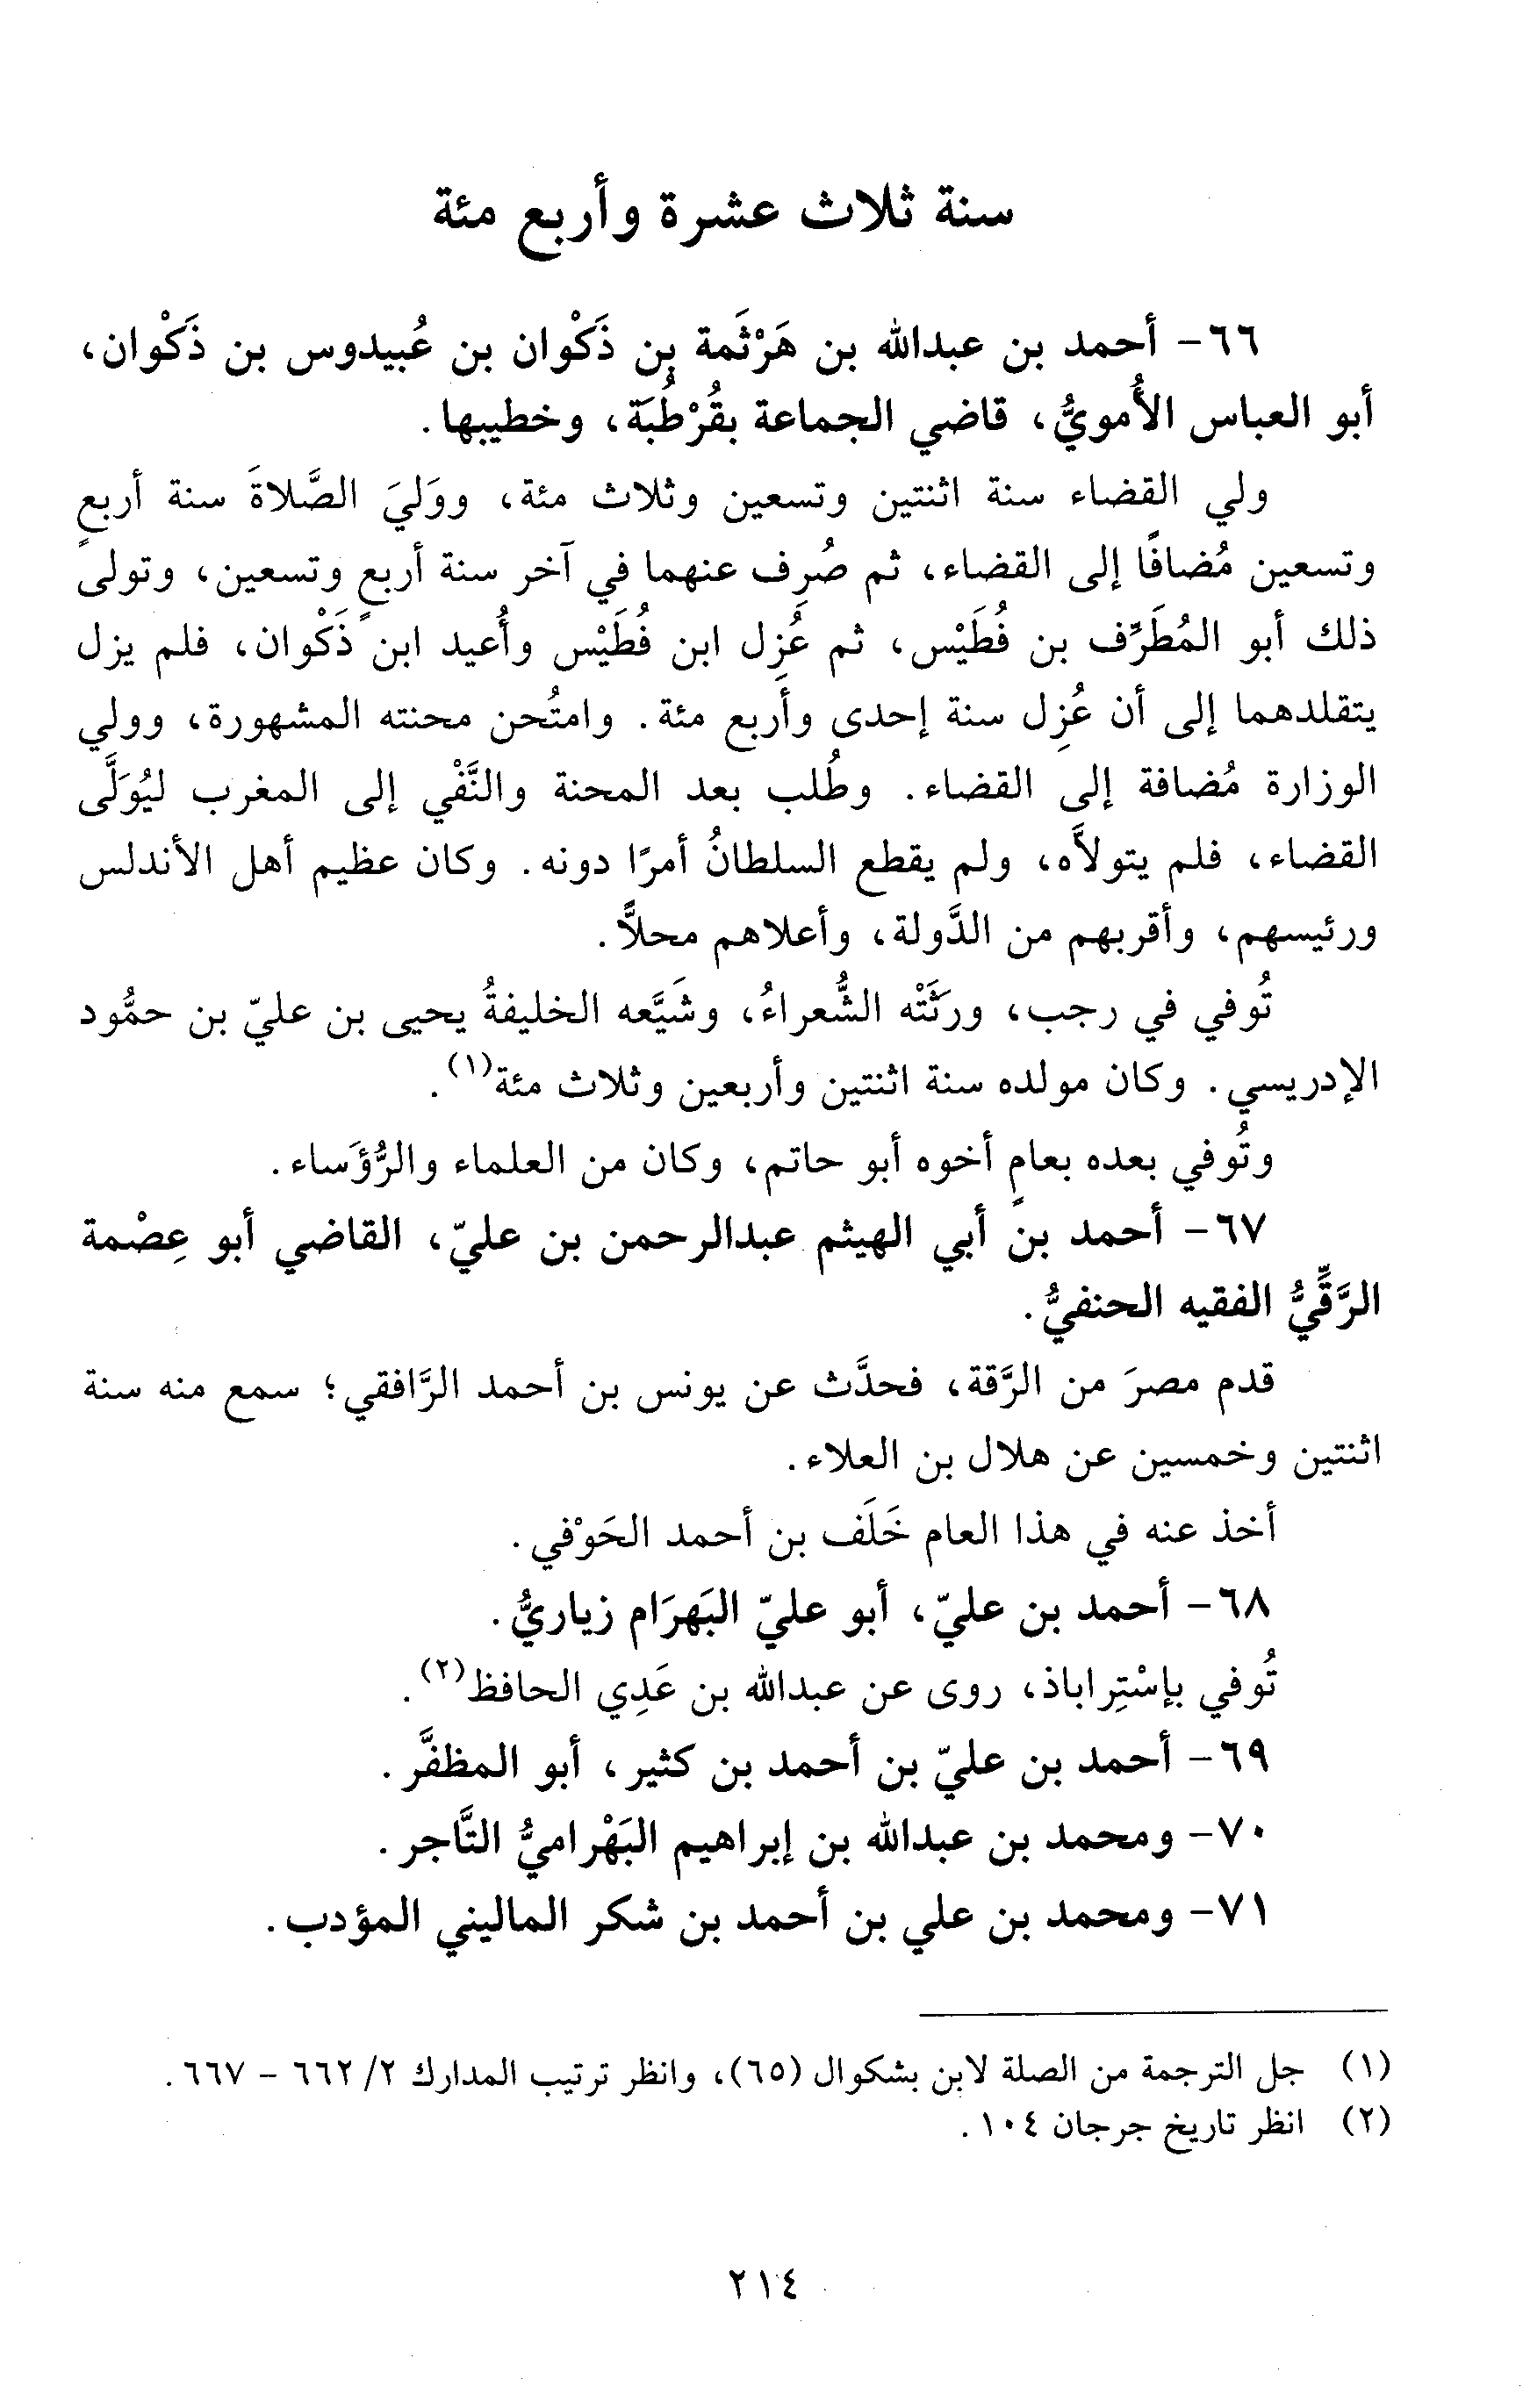 سنة ثلاث عشرة وأربع مئة
٦٦- أحمد بن عبدالله بن هَرْثَمة بن ذَكْوان بن عُبيدوس بن ذَكْوان،
أبو العباس الأُمويُّ، قاضي الجماعة بقُرْطُبَة، وخطيبها.
ولي القضاء سنة اثنتين وتسعين وثلاث مئة، ووَليَ الصَّلاةَ سنة أربعٍ
وتسعين مُضافًا إلى القضاء، ثم صُرِف عنهما في آخر سنة أربعٍ وتسعين، وتولى
ذلك أبو المُطَرِّف بن فُطَيْس، ثم عُزِل ابن فُطَيْس وأُعيد ابن ذَكْوان، فلم يزل
يتقلدهما إلى أن عُزِل سنة إحدى وأربع مئة. وامتُحن محنته المشهورة، وولي
الوزارة مُضافة إلى القضاء. وطُلب بعد المحنة والنَّفْي إلى المغرب ليُوَلَّى
القضاء، فلم يتولاَّه، ولم يقطع السلطانُ أمرًا دونه. وكان عظيم أهل الأندلس
ورئيسهم، وأقربهم من الدَّولة، وأعلاهم محلاًّ.
تُوفي في رجب، ورثَتْه الشُّعراءُ، وشَيَّعه الخليفةُ يحيى بن عليّ بن حمُّود
الإدريسي. وكان مولده سنة اثنتين وأربعين وثلاث مئة(١).
وتُوفي بعده بعامٍ أخوه أبو حاتم، وكان من العلماء والرُّؤَساء.
٦٧- أحمد بن أبي الهيثم عبدالرحمن بن عليّ، القاضي أبو عِصْمة
الرَّقِّيُّ الفقيه الحنفيُّ.
قدم مصرَ من الرَّقة، فحدَّث عن يونس بن أحمد الرَّافقي؛ سمع منه سنة
اثنتين وخمسين عن هلال بن العلاء.
أخذ عنه في هذا العام خَلَف بن أحمد الحَوْفي.
٦٨- أحمد بن عليّ، أبو عليّ البَهرَام زياريُّ.
تُوفي بإسْتِراباذ، روى عن عبدالله بن عَدِي الحافظ(٢).
٦٩- أحمد بن عليّ بن أحمد بن كثير، أبو المظفَّر.
٧٠- ومحمد بن عبدالله بن إبراهيم البَهْراميُّ التَّاجر.
٧١- ومحمد بن علي بن أحمد بن شكر الماليني المؤدب.
(١) جل الترجمة من الصلة لابن بشكوال (٦٥)، وانظر ترتيب المدارك ٢/ ٦٦٢ - ٦٦٧.
(٢) انظر تاريخ جرجان ١٠٤.
٢١٤